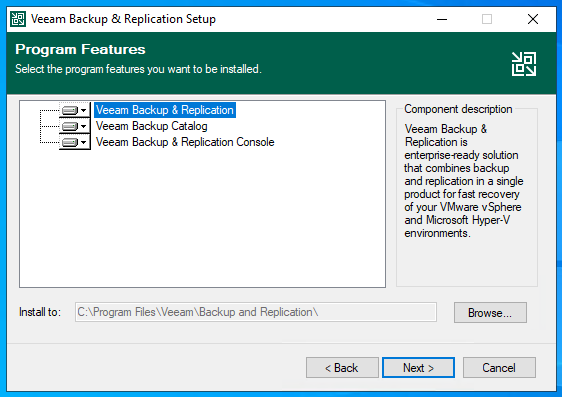 Veeam Backup & Replication Setup
Program Features
Select the program features you want to be installed.
Veeam Backup & Replication
Veeam Backup Catalog
Veeam Backup & Replication Console
Component description
Veeam Backup &
Replication is
enterprise-ready solution
that combines backup
and replication in a single
product for fast recovery
of your VMware vSphere
and Microsoft Hyper-V
environments.
Install to:
C:\Program Files\Veeam\Backup and Replication\
Browse...
< Back
Next >
Cancel